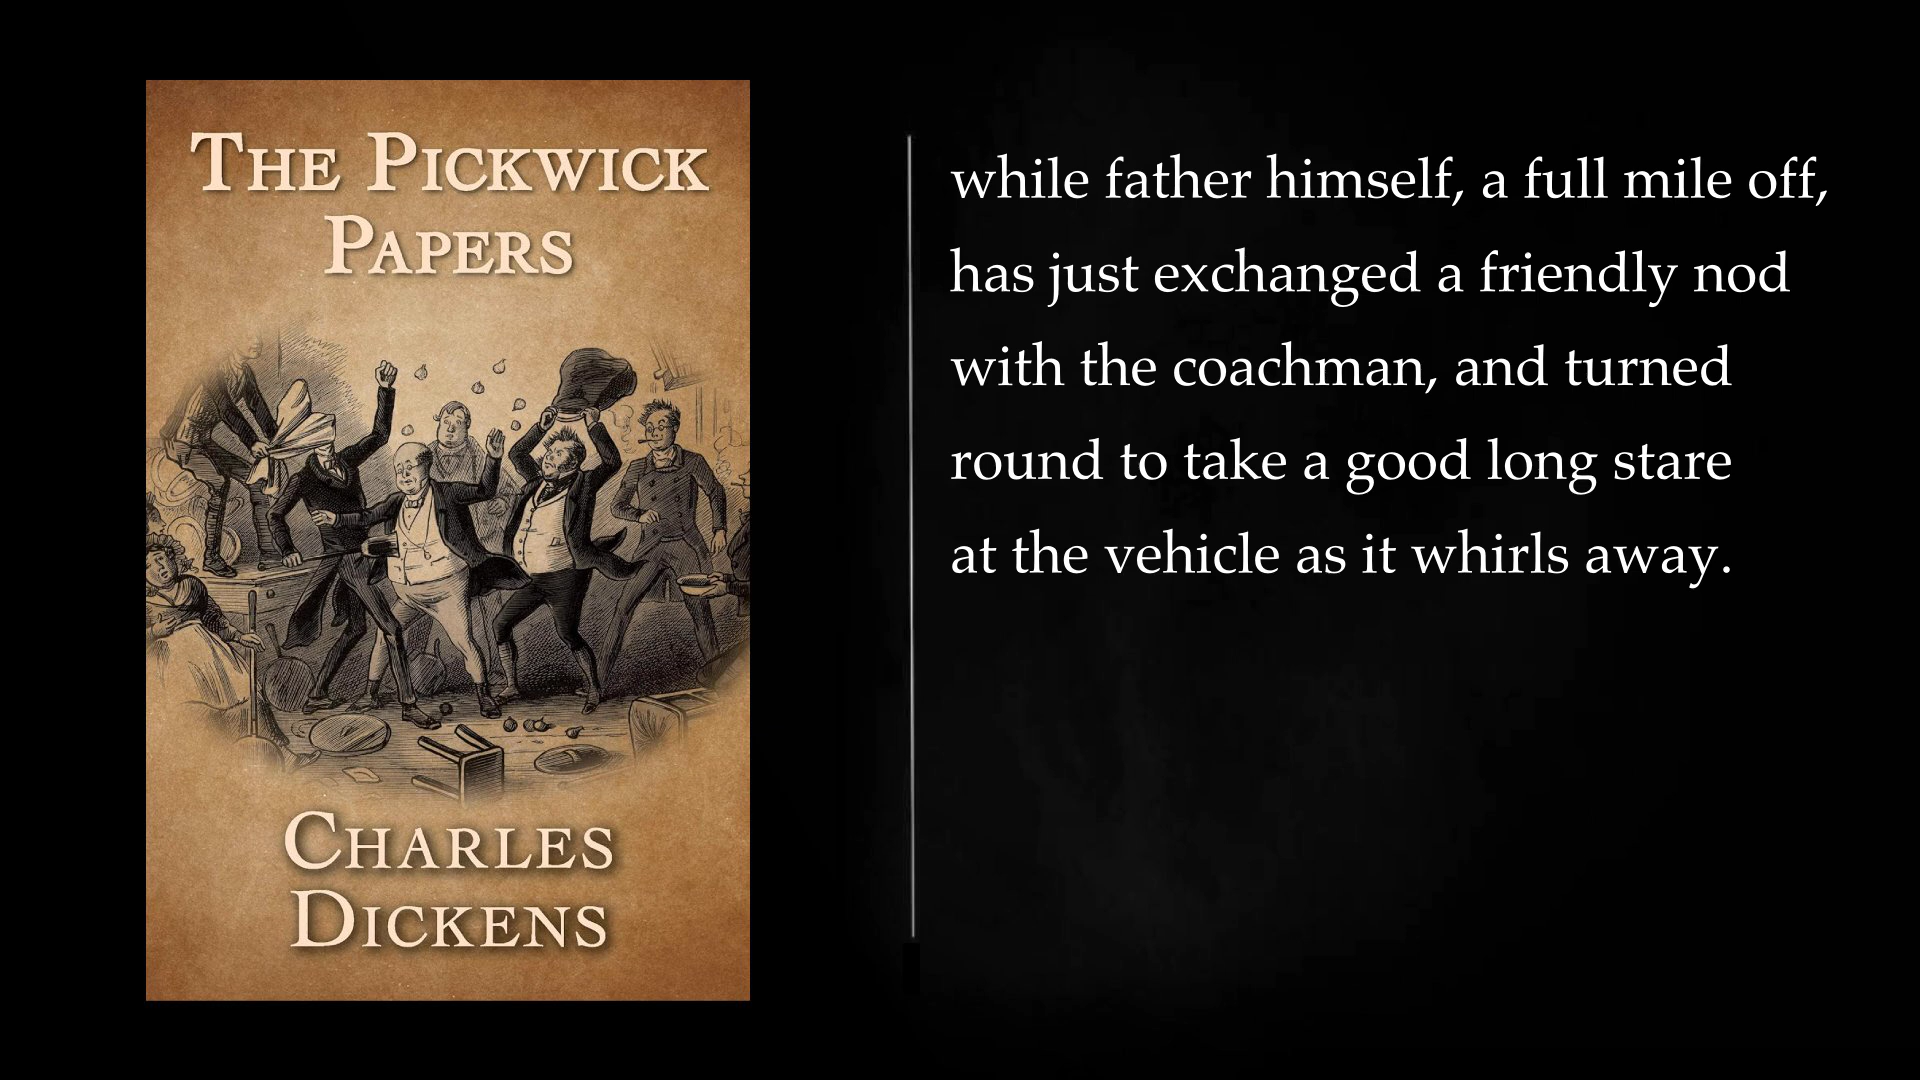 THE PICKWICK
PAPERS
CHARLES
DICKENS
while father himself, a full mile off,
has just exchanged a friendly nod
with the coachman, and turned
round to take a good long stare
at the vehicle as it whirls away.